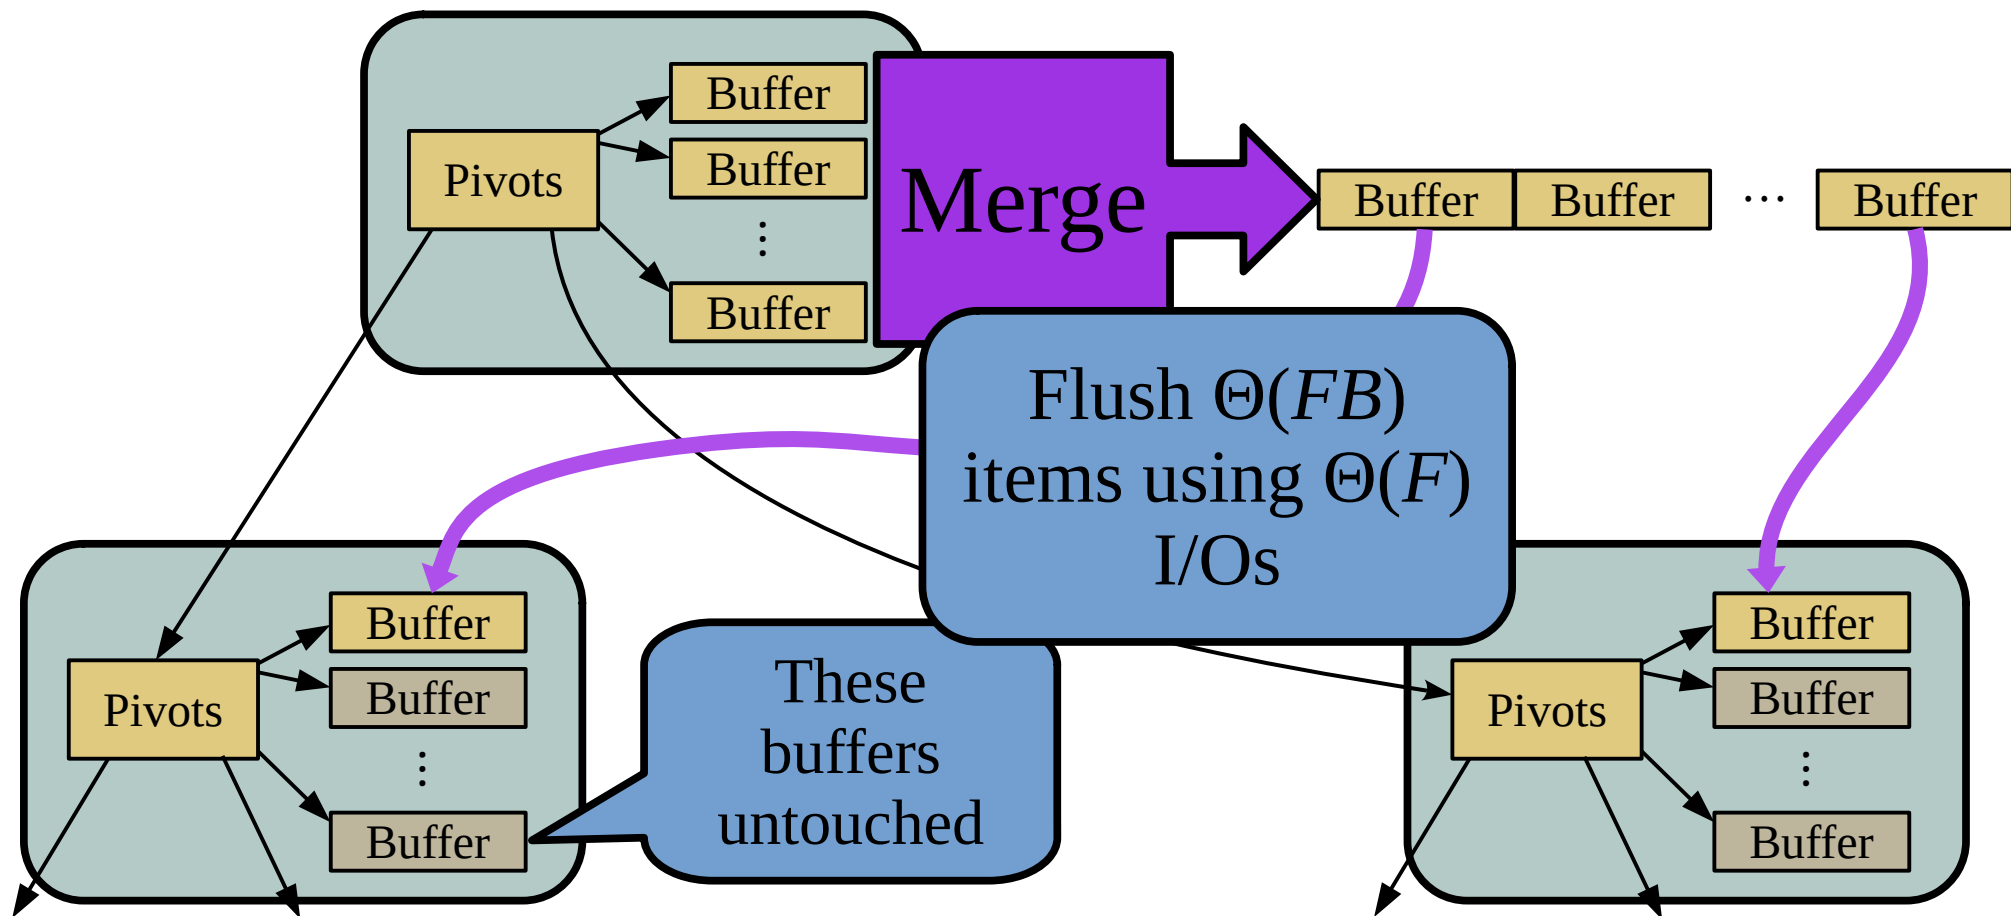 Buffer
Pivots
Buffer
⋮
Buffer
Merge
Buffer Buffer ⋯ Buffer
Flush Θ(FB)
items using Θ(F)
I/Os
Buffer
Pivots
Buffer
⋮
Buffer
These
buffers
untouched
Buffer
Pivots
Buffer
⋮
Buffer